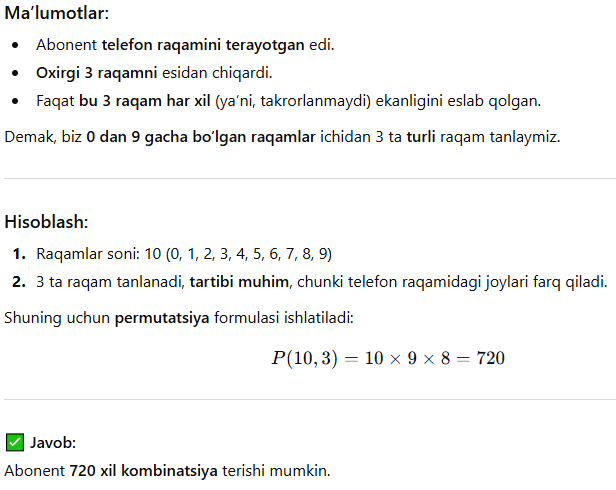 Ma’lumotlar:
• Abonent telefon raqamini terayotgan edi.
• Oxirgi 3 raqamni esidan chiqardi.
• Faqat bu 3 raqam har xil (ya’ni, takrorlanmaydi) ekanligini eslab qolgan.
Demak, biz 0 dan 9 gacha bo‘lgan raqamlar ichidan 3 ta turli raqam tanlaymiz.
Hisoblash:
1. Raqamlar soni: 10 (0, 1, 2, 3, 4, 5, 6, 7, 8, 9)
2. 3 ta raqam tanlanadi, tartibi muhim, chunki telefon raqamidagi joylari farq qiladi.
Shuning uchun permutatsiya formulasi ishlatiladi:
P(10, 3) = 10 × 9 × 8 = 720
✅ Javob:
Abonent 720 xil kombinatsiya terishi mumkin.